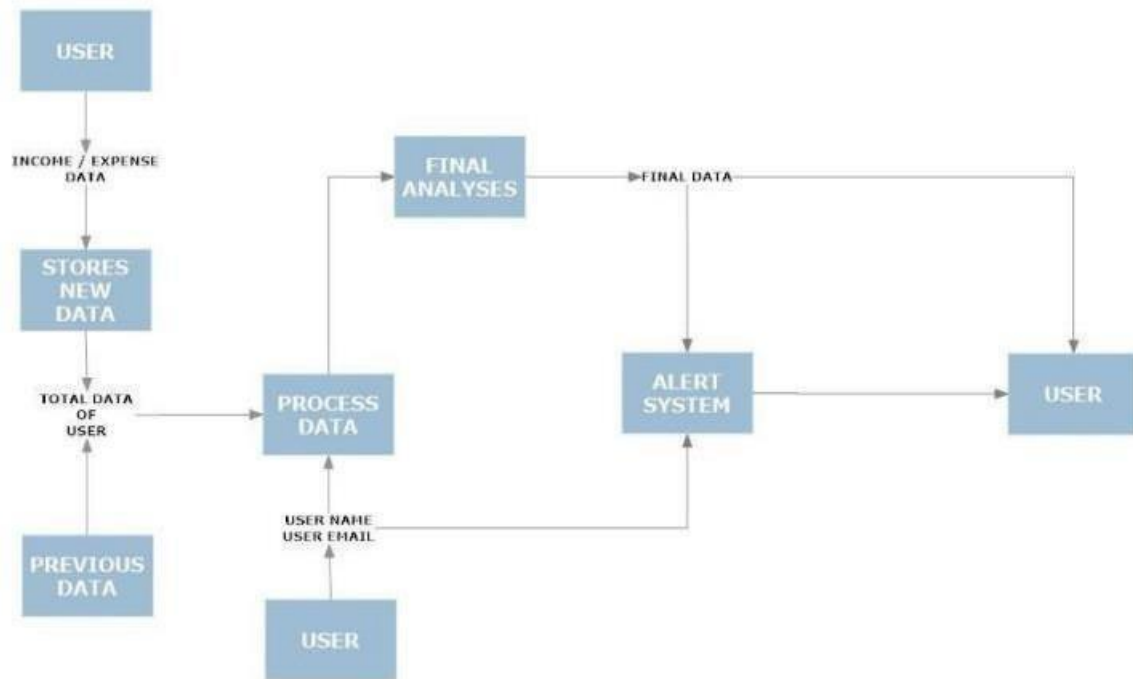 USER
INCOME / EXPENSE
DATA
STORES
NEW
DATA
TOTAL DATA
OF
USER
PREVIOUS
DATA
PROCESS
DATA
USER NAME
USER EMAIL
USER
FINAL
ANALYSES
FINAL DATA
ALERT
SYSTEM
USER